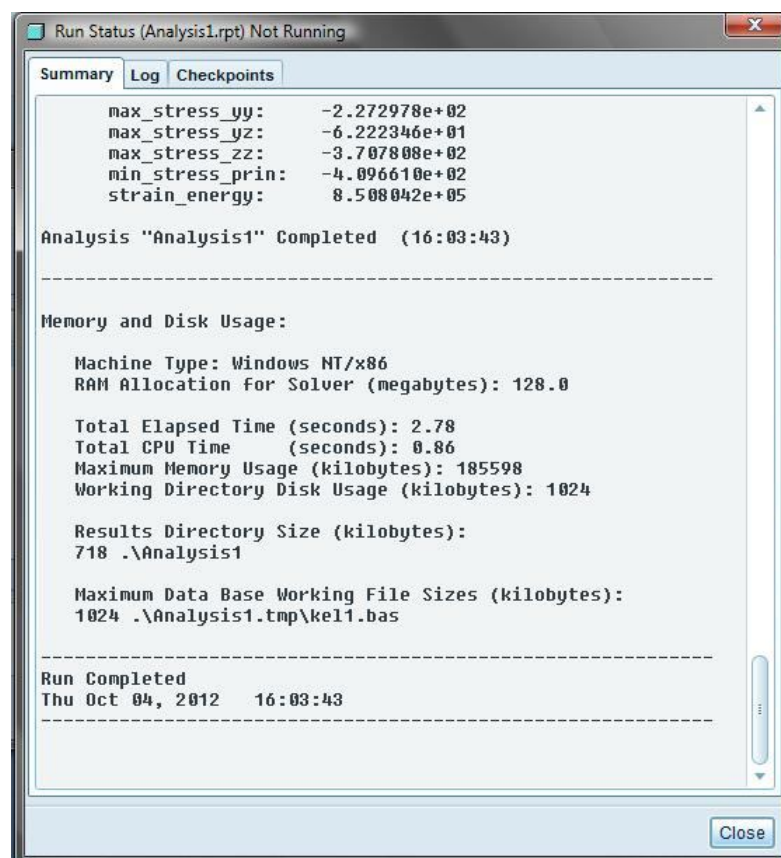 Run Status (Analysis1.rpt) Not Running
Summary Log Checkpoints
max_stress_yy: -2.272978e+02
max_stress_yz: -6.222346e+01
max_stress_zz: -3.707808e+02
min_stress_prin: -4.096610e+02
strain_energy: 8.508042e+05
Analysis "Analysis1" Completed (16:03:43)
------------------------------------------------------------
Memory and Disk Usage:
Machine Type: Windows NT/x86
RAM Allocation for Solver (megabytes): 128.0
Total Elapsed Time (seconds): 2.78
Total CPU Time (seconds): 0.86
Maximum Memory Usage (kilobytes): 185598
Working Directory Disk Usage (kilobytes): 1024
Results Directory Size (kilobytes):
718 .\Analysis1
Maximum Data Base Working File Sizes (kilobytes):
1024 .\Analysis1.tmp\kel1.bas
------------------------------------------------------------
Run Completed
Thu Oct 04, 2012 16:03:43
------------------------------------------------------------
Close